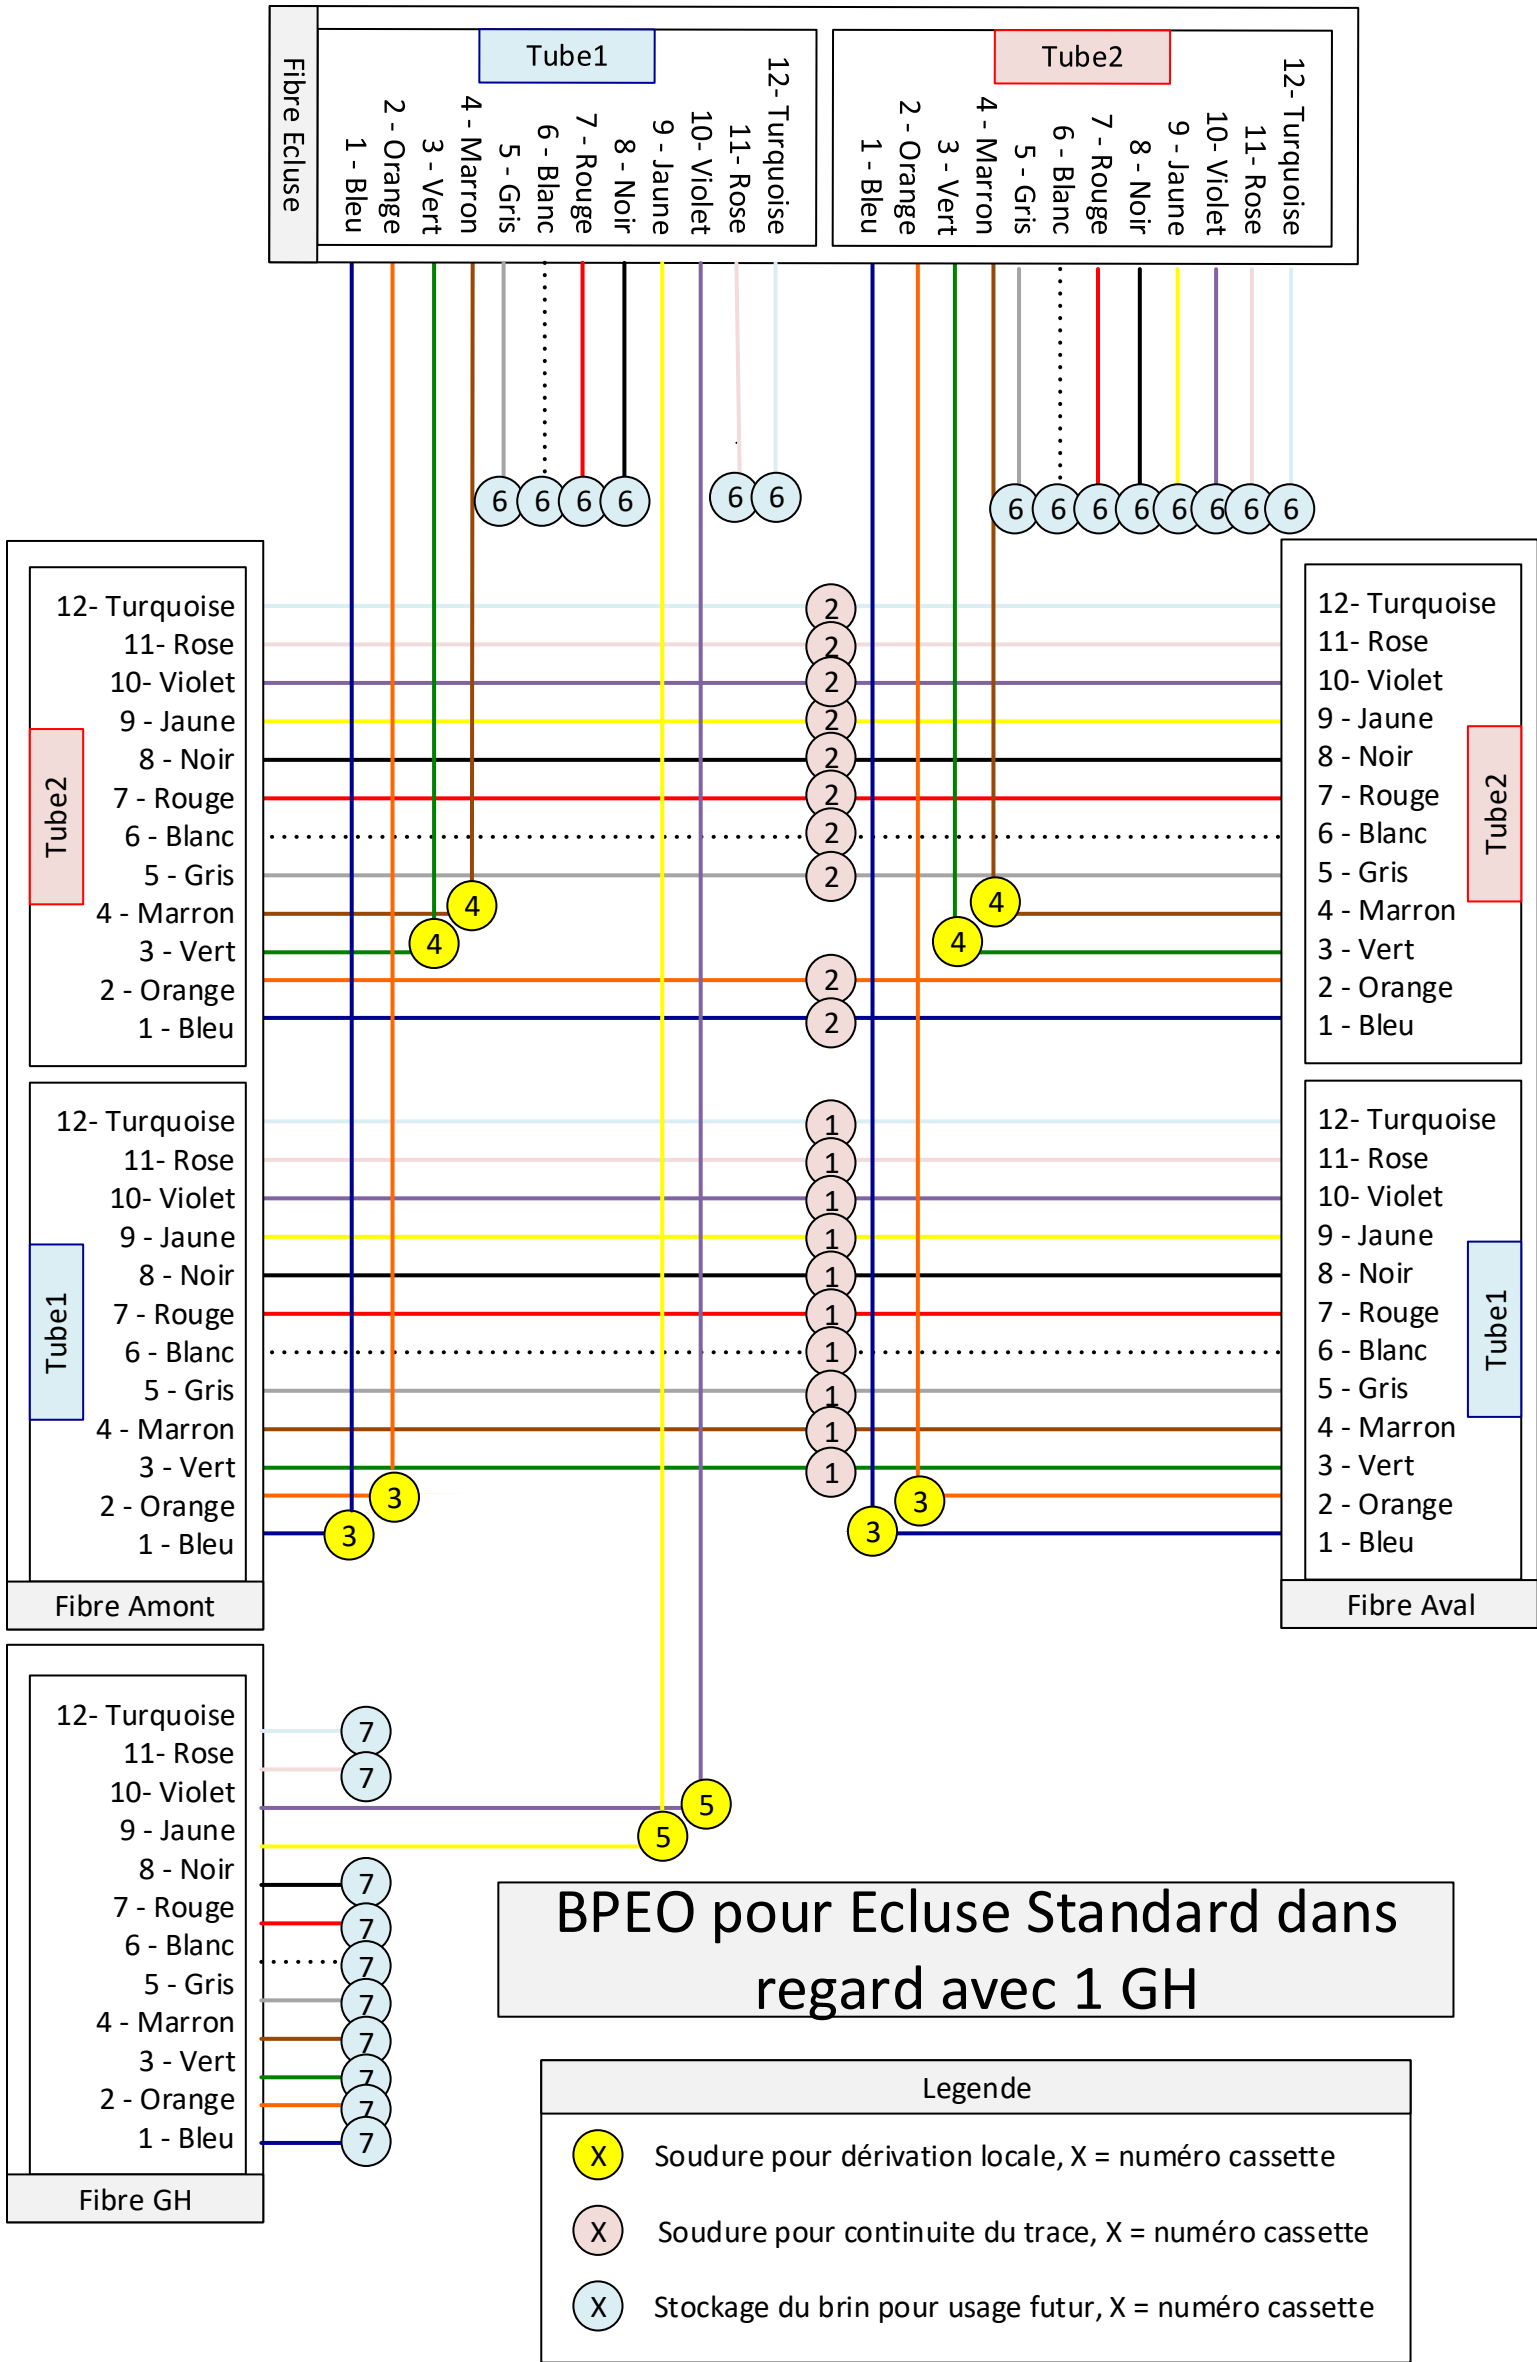 Fibre Ecluse
Tube1
1 - Bleu
2 - Orange
3 - Vert
4 - Marron
5 - Gris
6 - Blanc
7 - Rouge
8 - Noir
9 - Jaune
10- Violet
11- Rose
12- Turquoise
Tube2
1 - Bleu
2 - Orange
3 - Vert
4 - Marron
5 - Gris
6 - Blanc
7 - Rouge
8 - Noir
9 - Jaune
10- Violet
11- Rose
12- Turquoise
6 6 6 6 6 6
6 6 6 6 6 6 6 6
Tube2
12- Turquoise
11- Rose
10- Violet
9 - Jaune
8 - Noir
7 - Rouge
6 - Blanc
5 - Gris
4 - Marron
3 - Vert
2 - Orange
1 - Bleu
Tube1
12- Turquoise
11- Rose
10- Violet
9 - Jaune
8 - Noir
7 - Rouge
6 - Blanc
5 - Gris
4 - Marron
3 - Vert
2 - Orange
1 - Bleu
Fibre Amont
4
4
3
3
2
2
2
2
2
2
2
2
2
2
1
1
1
1
1
1
1
1
1
1
4
4
3
3
12- Turquoise
11- Rose
10- Violet
9 - Jaune
8 - Noir
7 - Rouge
6 - Blanc
5 - Gris
4 - Marron
3 - Vert
2 - Orange
1 - Bleu
Tube2
12- Turquoise
11- Rose
10- Violet
9 - Jaune
8 - Noir
7 - Rouge
6 - Blanc
5 - Gris
4 - Marron
3 - Vert
2 - Orange
1 - Bleu
Tube1
Fibre Aval
12- Turquoise
11- Rose
10- Violet
9 - Jaune
8 - Noir
7 - Rouge
6 - Blanc
5 - Gris
4 - Marron
3 - Vert
2 - Orange
1 - Bleu
Fibre GH
7
7
5
5
7
7
7
7
7
7
7
7
BPEO pour Ecluse Standard dans
regard avec 1 GH
Legende
X Soudure pour dérivation locale, X = numéro cassette
X Soudure pour continuite du trace, X = numéro cassette
X Stockage du brin pour usage futur, X = numéro cassette